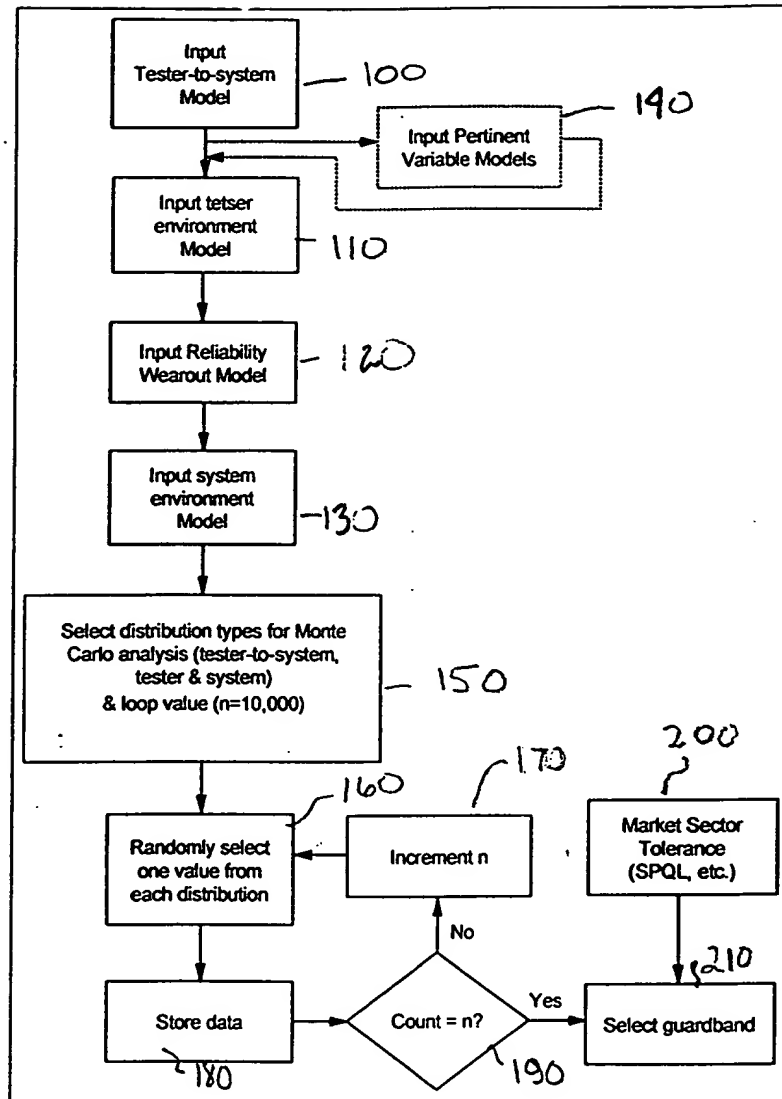 Input
Tester-to-system
Model
100
140
Input Pertinent
Variable Models
Input tetser
environment
Model
110
Input Reliability
Wearout Model
120
Input system
environment
Model
130
Select distribution types for Monte
Carlo analysis (tester-to-system,
tester & system)
& loop value (n=10,000)
150
160
Randomly select
one value from
each distribution
170
Increment n
200
Market Sector
Tolerance
(SPQL, etc.)
No
Store data
180
Count = n?
190
Yes
210
Select guardband